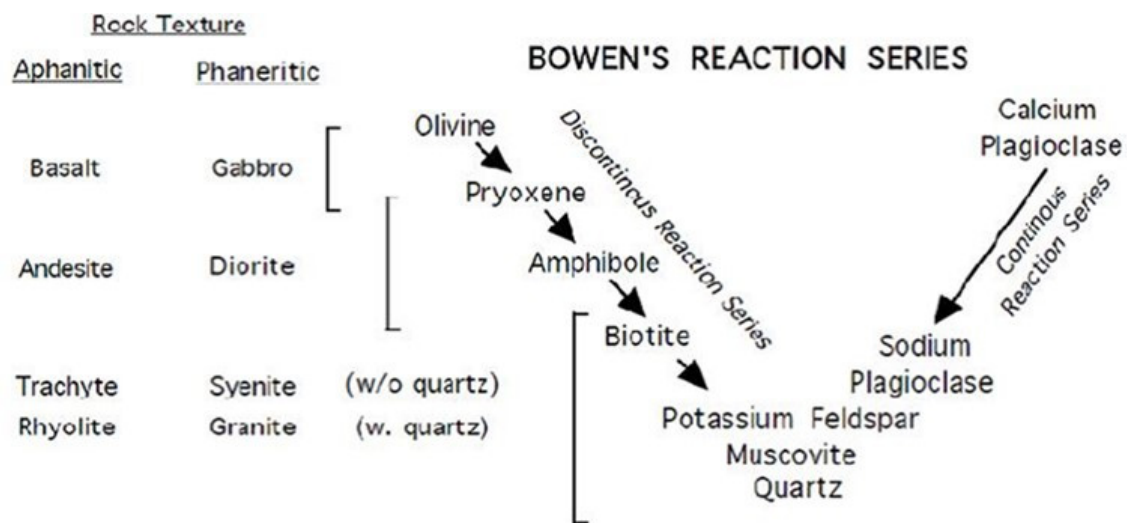 Rock Texture
Aphanitic Phaneritic
BOWEN'S REACTION SERIES
Basalt Gabbro
Andesite Diorite
Trachyte Syenite (w/o quartz)
Rhyolite Granite (w. quartz)
Olivine
Pryoxene
Amphibole
Biotite
Discontinous Reaction Series
Calcium
Plagioclase
Continous
Reaction Series
Sodium
Plagioclase
Potassium Feldspar
Muscovite
Quartz